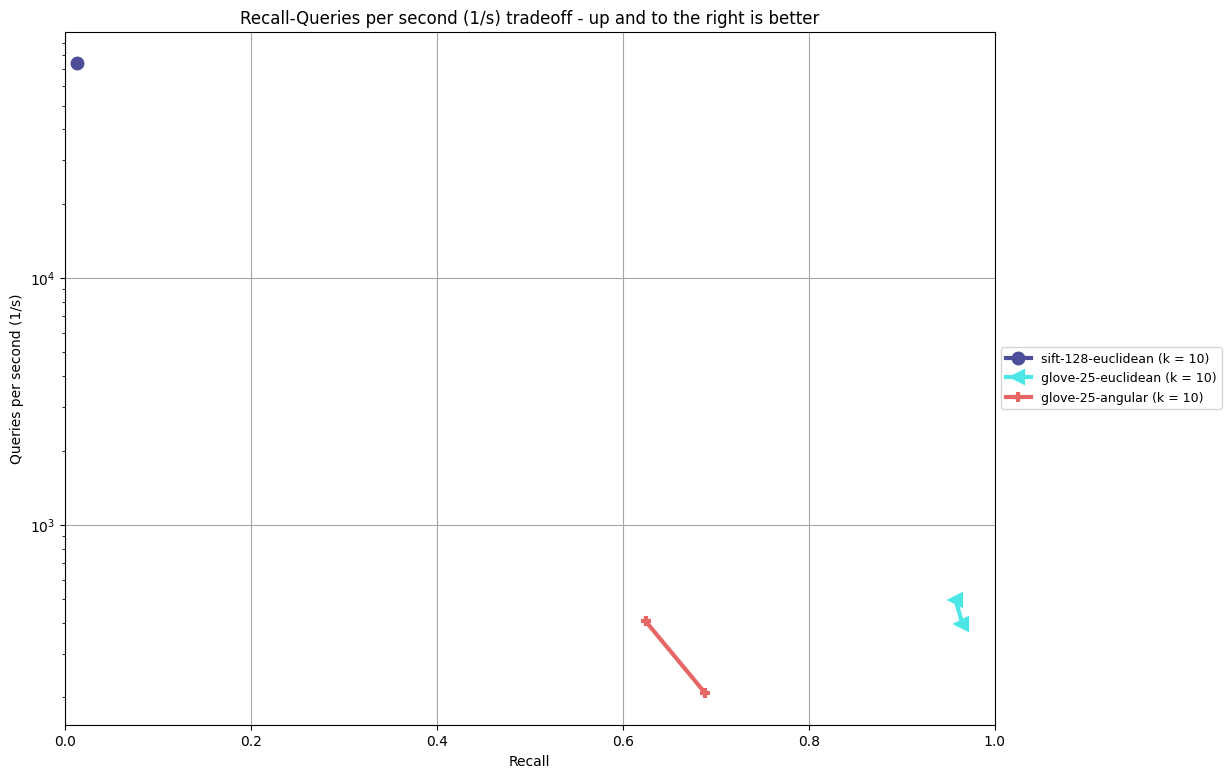 Recall-Queries per second (1/s) tradeoff - up and to the right is better
Queries per second (1/s)
10^4
10^3
0.0 0.2 0.4 0.6 0.8 1.0
Recall
sift-128-euclidean (k = 10)
glove-25-euclidean (k = 10)
glove-25-angular (k = 10)